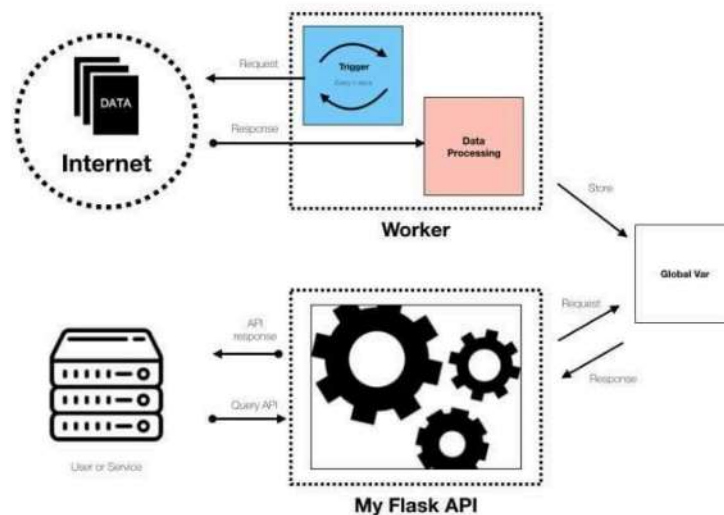 Request
Trigger
DATA
Response
Internet
Data
Processing
Worker
Store
Global Var
API
response
Request
Response
Query API
User or Service
My Flask API